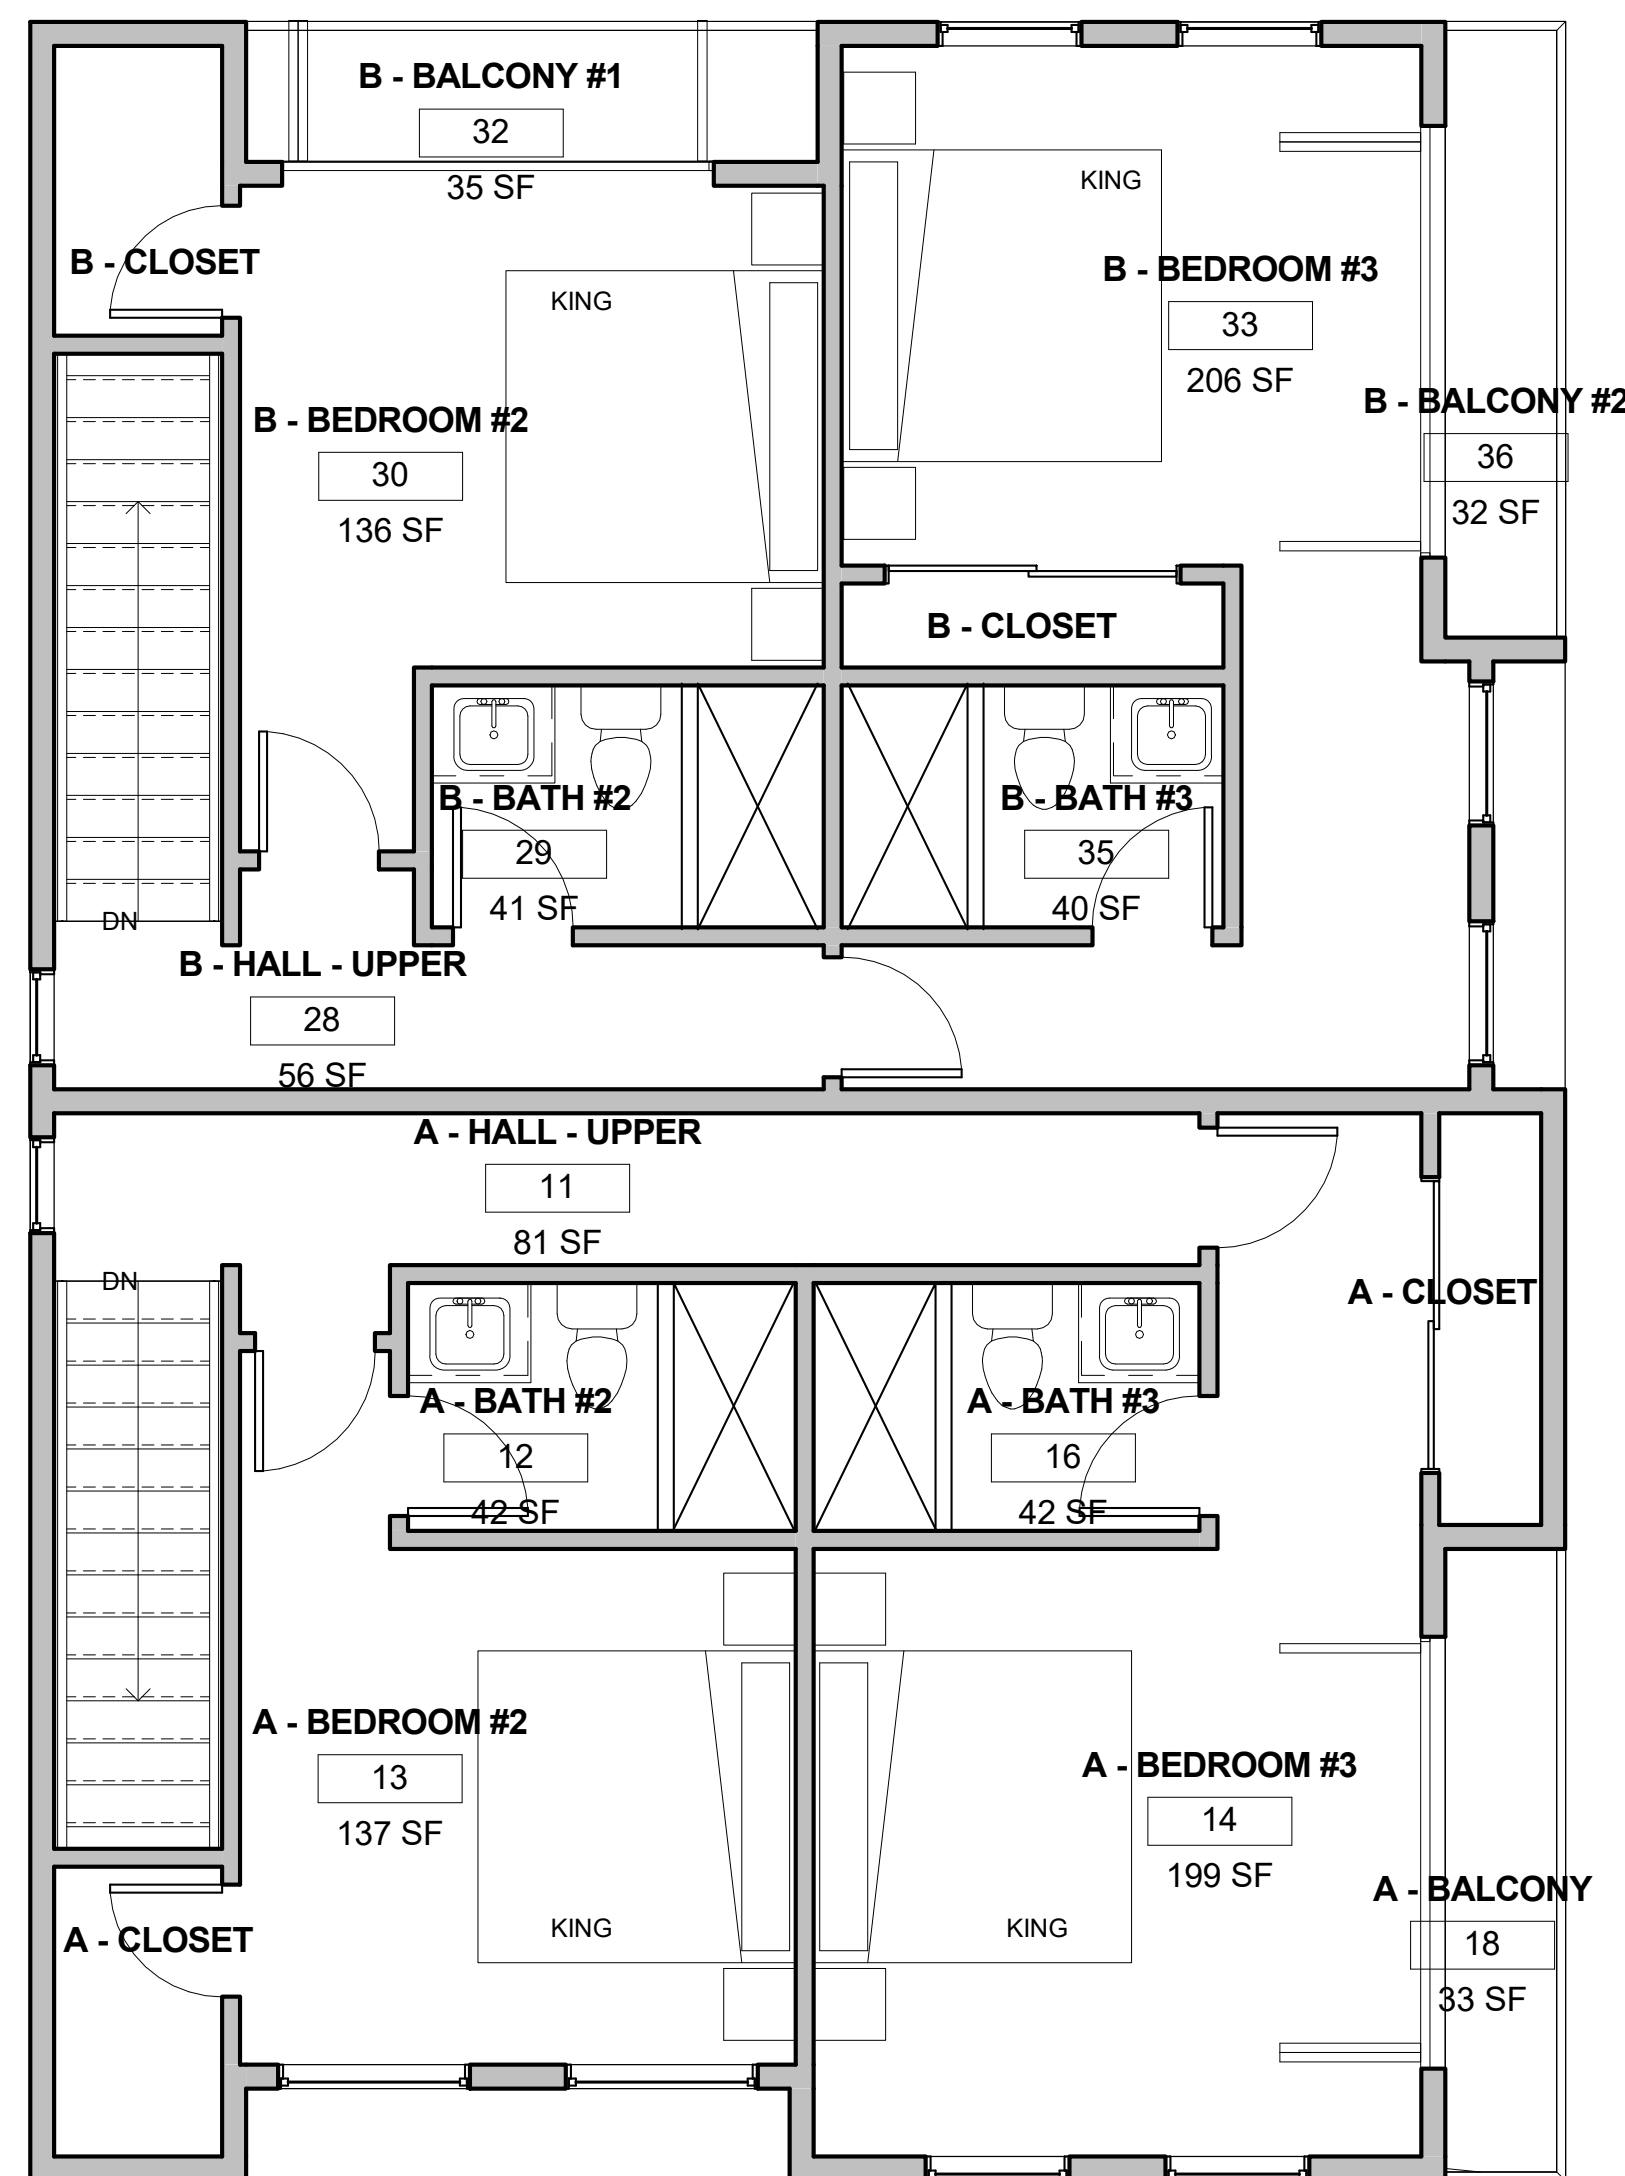 B - BALCONY #1
32
35 SF
KING
B - BEDROOM #3
33
206 SF
B - CLOSET
KING
B - BEDROOM #2
30
136 SF
B - BALCONY #2
36
32 SF
B - CLOSET
B - BATH #2
29
41 SF
B - BATH #3
35
40 SF
DN
B - HALL - UPPER
28
56 SF
A - HALL - UPPER
11
81 SF
DN
A - CLOSET
A - BATH #2
12
42 SF
A - BATH #3
16
42 SF
A - BEDROOM #2
13
137 SF
KING
A - BEDROOM #3
14
199 SF
KING
A - BALCONY
18
33 SF
A - CLOSET